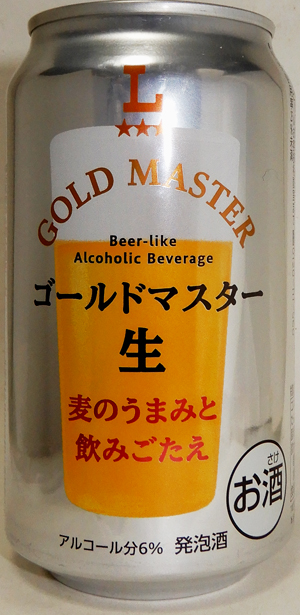 L
GOLD MASTER
Beer-like
Alcoholic Beverage
ゴールドマスター
生
麦のうまみと
飲みごたえ
さけ
お酒
アルコール分6% 発泡酒